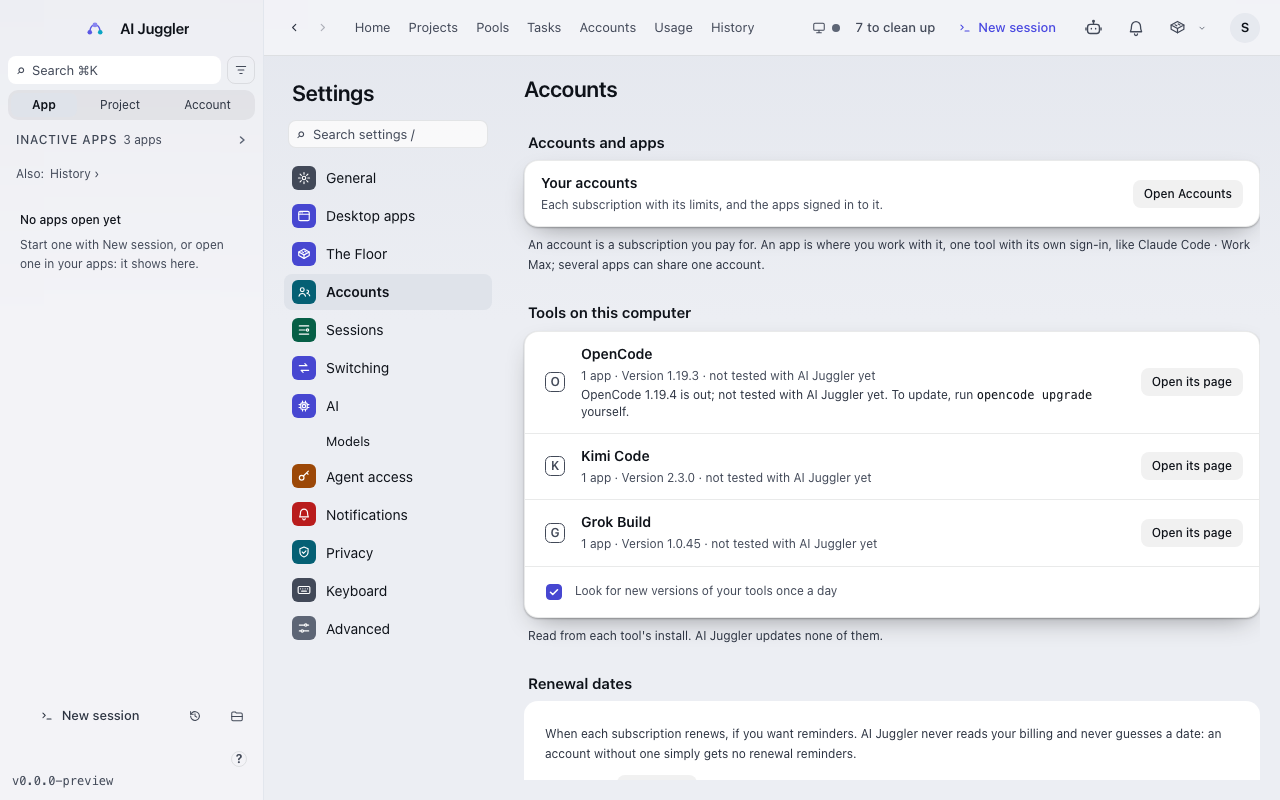 AI Juggler
Search ⌘K
App Project Account
INACTIVE APPS 3 apps
Also: History ›
No apps open yet
Start one with New session, or open
one in your apps: it shows here.
New session
?
v0.0.0-preview
Home Projects Pools Tasks Accounts Usage History
7 to clean up
New session
S
Settings
Search settings /
General
Desktop apps
The Floor
Accounts
Sessions
Switching
AI
Models
Agent access
Notifications
Privacy
Keyboard
Advanced
Accounts
Accounts and apps
Your accounts
Each subscription with its limits, and the apps signed in to it.
Open Accounts
An account is a subscription you pay for. An app is where you work with it, one tool with its own sign-in, like Claude Code · Work
Max; several apps can share one account.
Tools on this computer
O
OpenCode
1 app · Version 1.19.3 · not tested with AI Juggler yet
OpenCode 1.19.4 is out; not tested with AI Juggler yet. To update, run opencode upgrade
yourself.
Open its page
K
Kimi Code
1 app · Version 2.3.0 · not tested with AI Juggler yet
Open its page
G
Grok Build
1 app · Version 1.0.45 · not tested with AI Juggler yet
Open its page
Look for new versions of your tools once a day
Read from each tool's install. AI Juggler updates none of them.
Renewal dates
When each subscription renews, if you want reminders. AI Juggler never reads your billing and never guesses a date: an
account without one simply gets no renewal reminders.